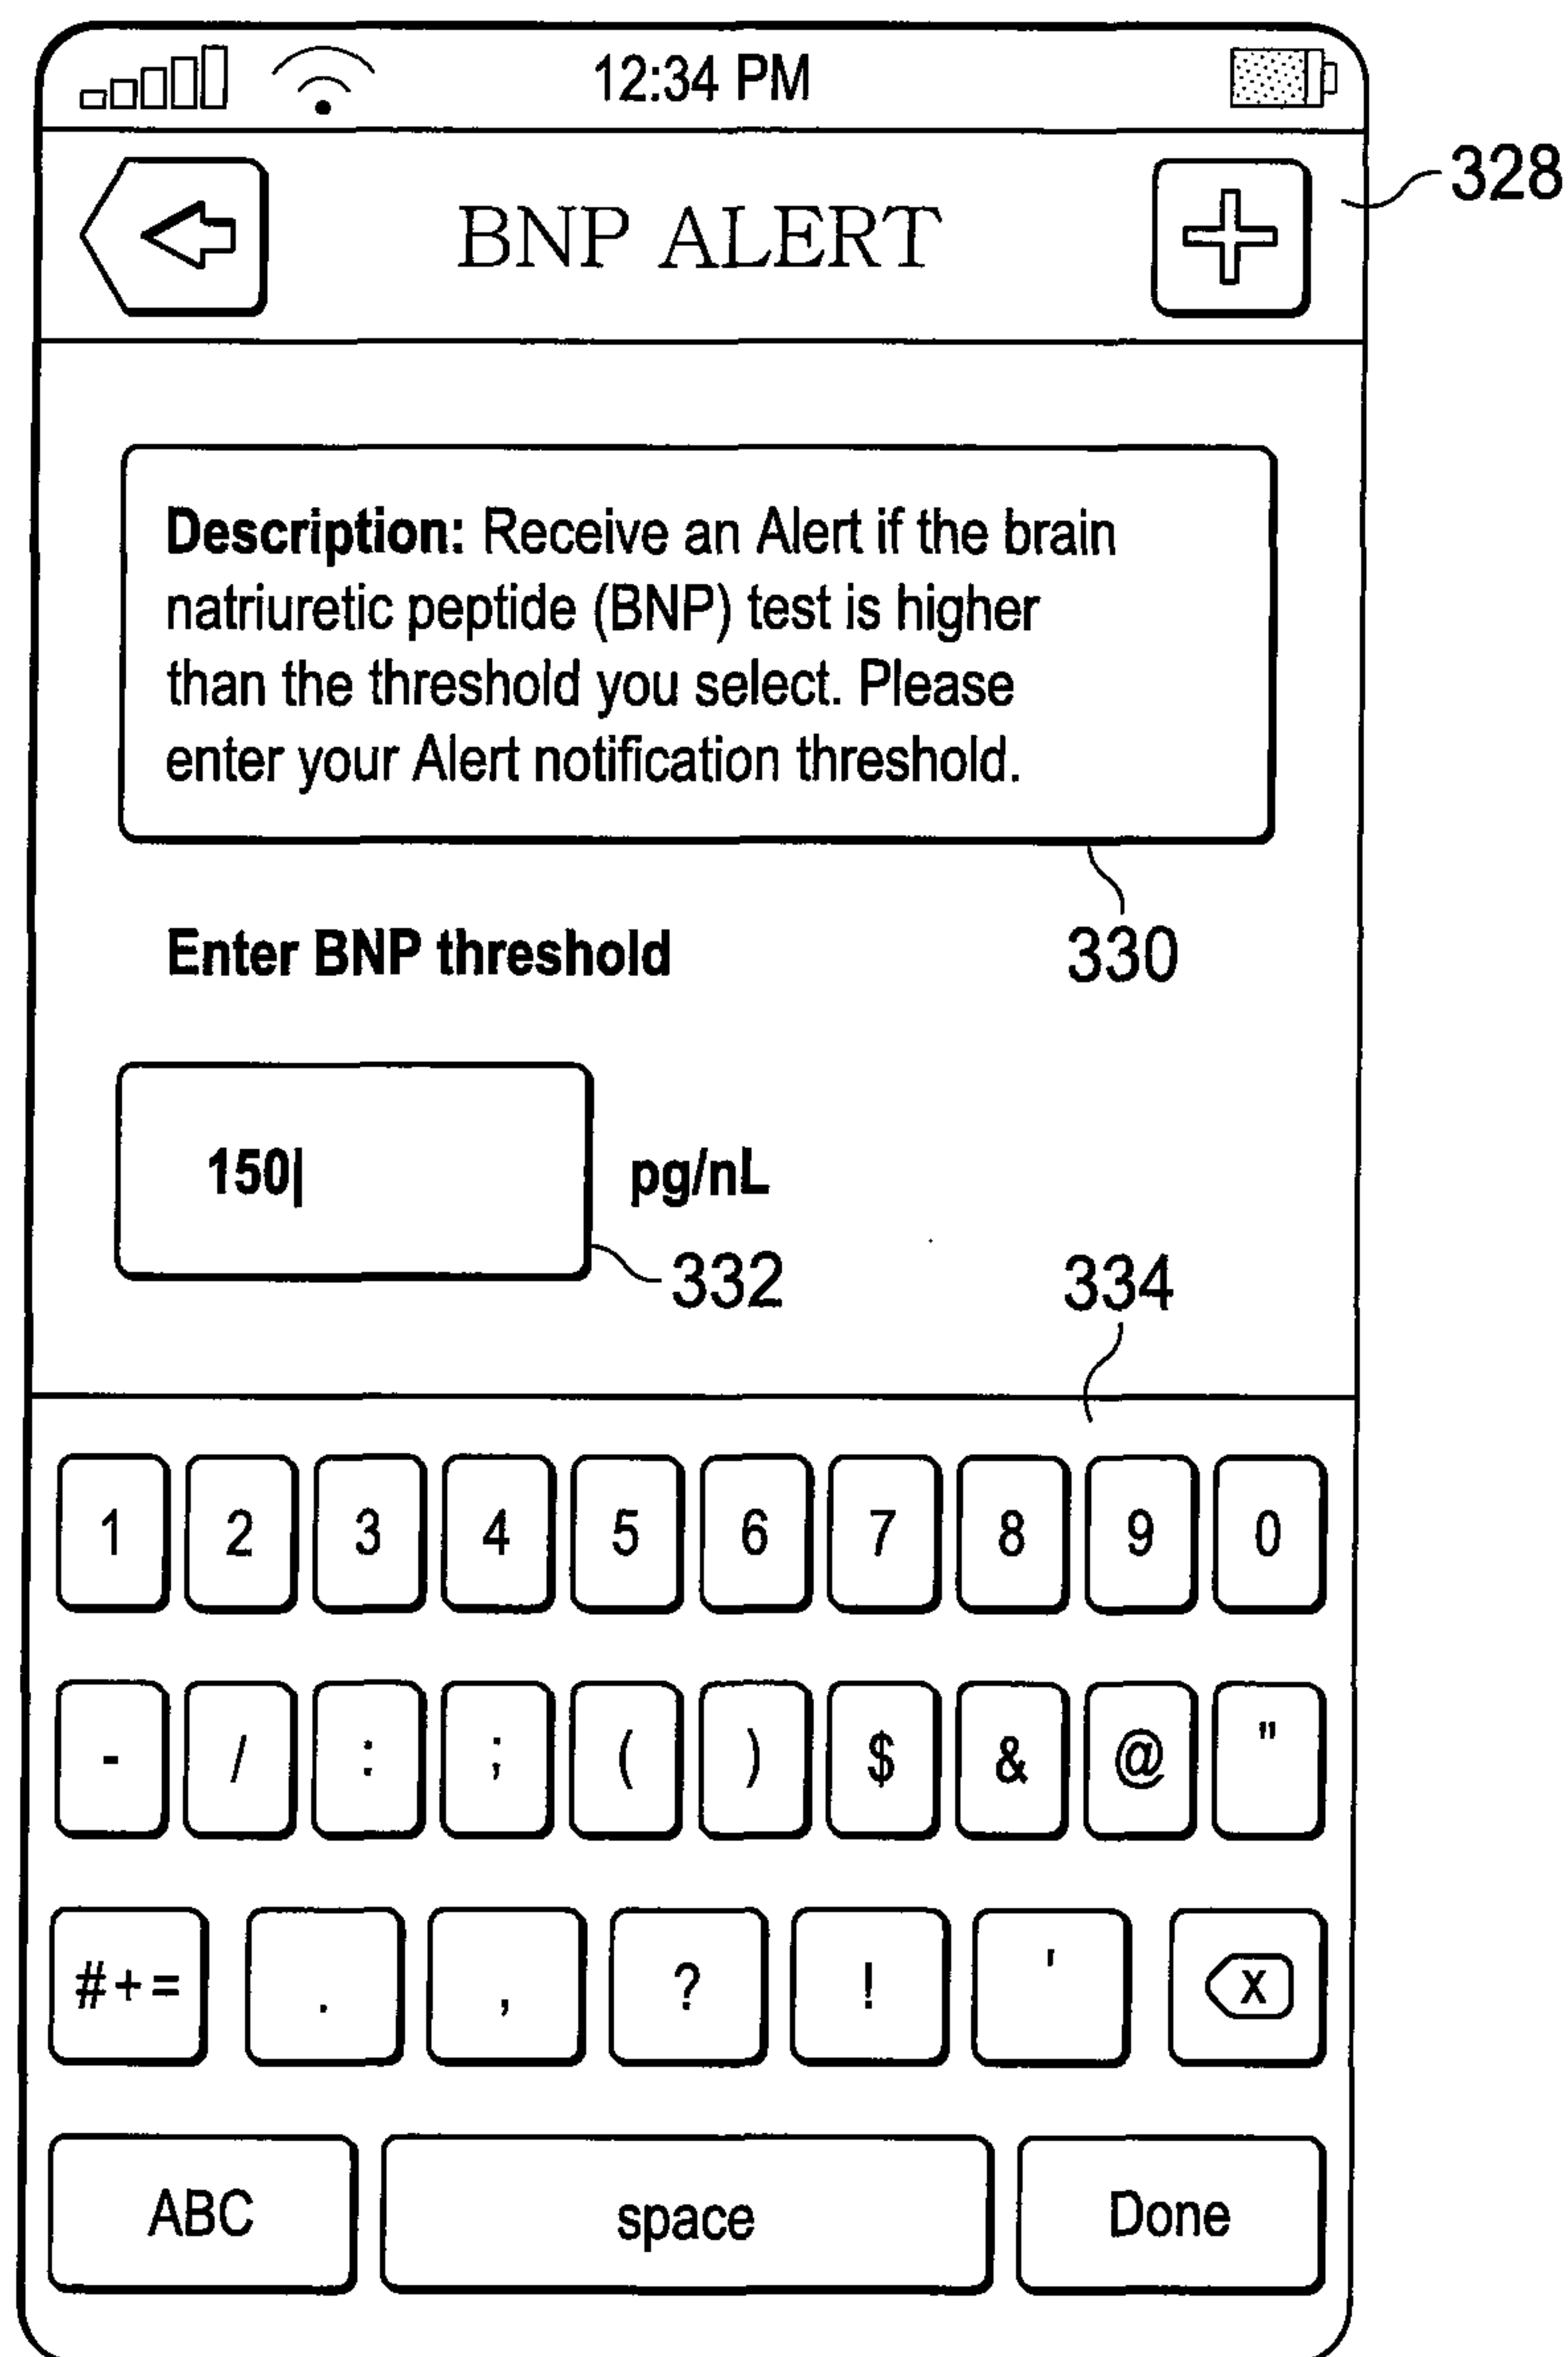 12:34 PM
328
BNP ALERT
Description: Receive an Alert if the brain
natriuretic peptide (BNP) test is higher
than the threshold you select. Please
enter your Alert notification threshold.
330
Enter BNP threshold
150| pg/nL
332
334
1 2 3 4 5 6 7 8 9 0
- / : ; ( ) $ & @ "
#+= . , ? ! ' X
ABC space Done